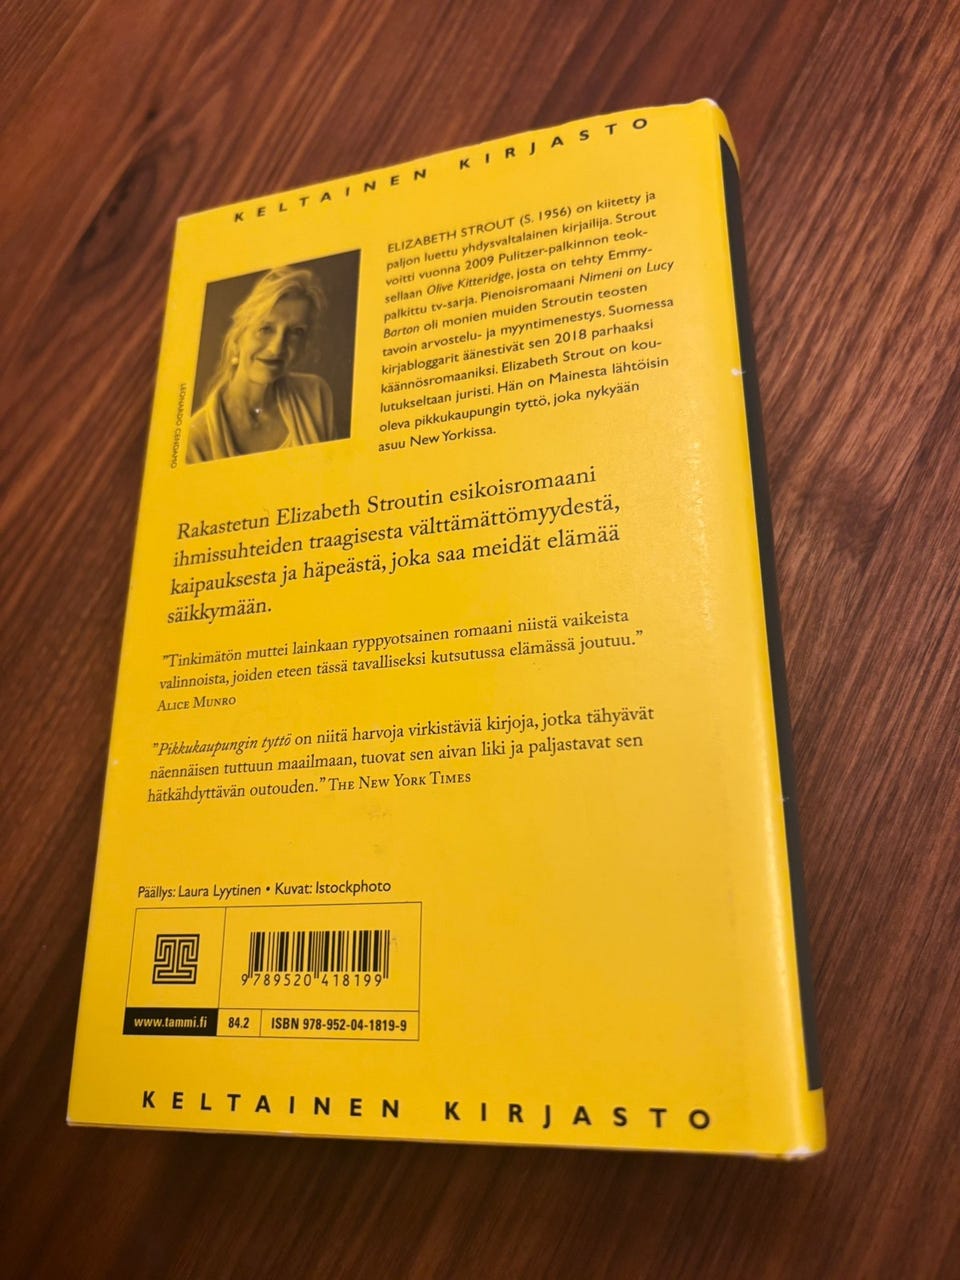 KELTAINEN KIRJASTO
ELIZABETH STROUT (S. 1956) on kiitetty ja
paljon luettu yhdysvaltalainen kirjailija. Strout
voitti vuonna 2009 Pulitzer-palkinnon teok-
sellaan Olive Kitteridge, josta on tehty Emmy-
palkittu tv-sarja. Pienoisromaani Nimeni on Lucy
Barton oli monien muiden Stroutin teosten
tavoin arvostelu- ja myyntimenestys. Suomessa
kirjabloggarit äänestivät sen 2018 parhaaksi
käännösromaaniksi. Elizabeth Strout on kou-
lutukseltaan juristi. Hän on Mainesta lähtöisin
oleva pikkukaupungin tyttö, joka nykyään
asuu New Yorkissa.
LEONARDO CENDAMO
Rakastetun Elizabeth Stroutin esikoisromaani
ihmissuhteiden traagisesta välttämättömyydestä,
kaipauksesta ja häpeästä, joka saa meidät elämää
säikkymään.
”Tinkimätön muttei lainkaan ryppyotsainen romaani niistä vaikeista
valinnoista, joiden eteen tässä tavalliseksi kutsutussa elämässä joutuu.”
ALICE MUNRO
”Pikkukaupungin tyttö on niitä harvoja virkistäviä kirjoja, jotka tähyävät
näennäisen tuttuun maailmaan, tuovat sen aivan liki ja paljastavat sen
hätkähdyttävän outouden.” THE NEW YORK TIMES
Päällys: Laura Lyytinen • Kuvat: Istockphoto
9 789520 418199
www.tammi.fi 84.2 ISBN 978-952-04-1819-9
KELTAINEN KIRJASTO